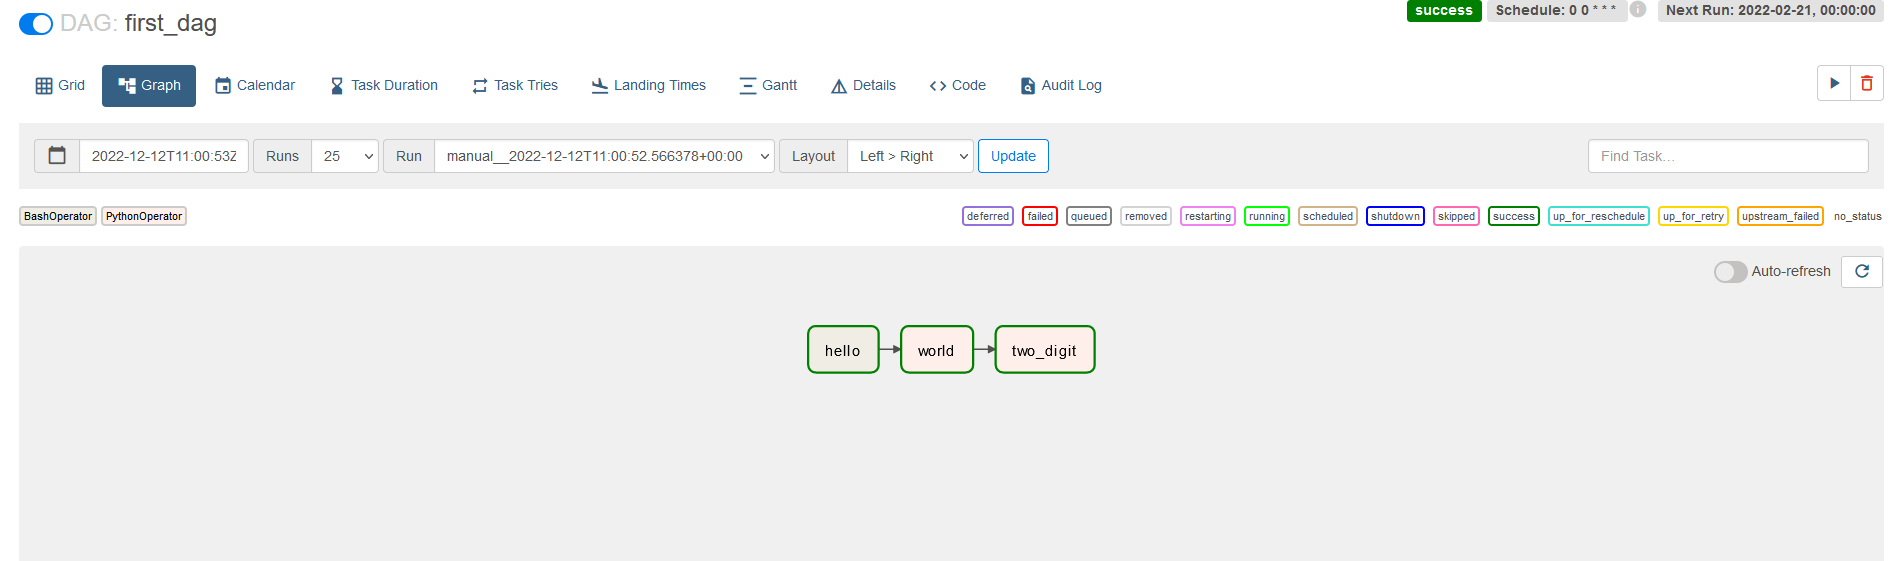 DAG: first_dag
success Schedule: 0 0 * * * Next Run: 2022-02-21, 00:00:00
Grid Graph Calendar Task Duration Task Tries Landing Times Gantt Details Code Audit Log
2022-12-12T11:00:53Z Runs 25 Run manual__2022-12-12T11:00:52.566378+00:00 Layout Left > Right Update Find Task...
BashOperator PythonOperator deferred failed queued removed restarting running scheduled shutdown skipped success up_for_reschedule up_for_retry upstream_failed no_status
Auto-refresh
hello world two_digit